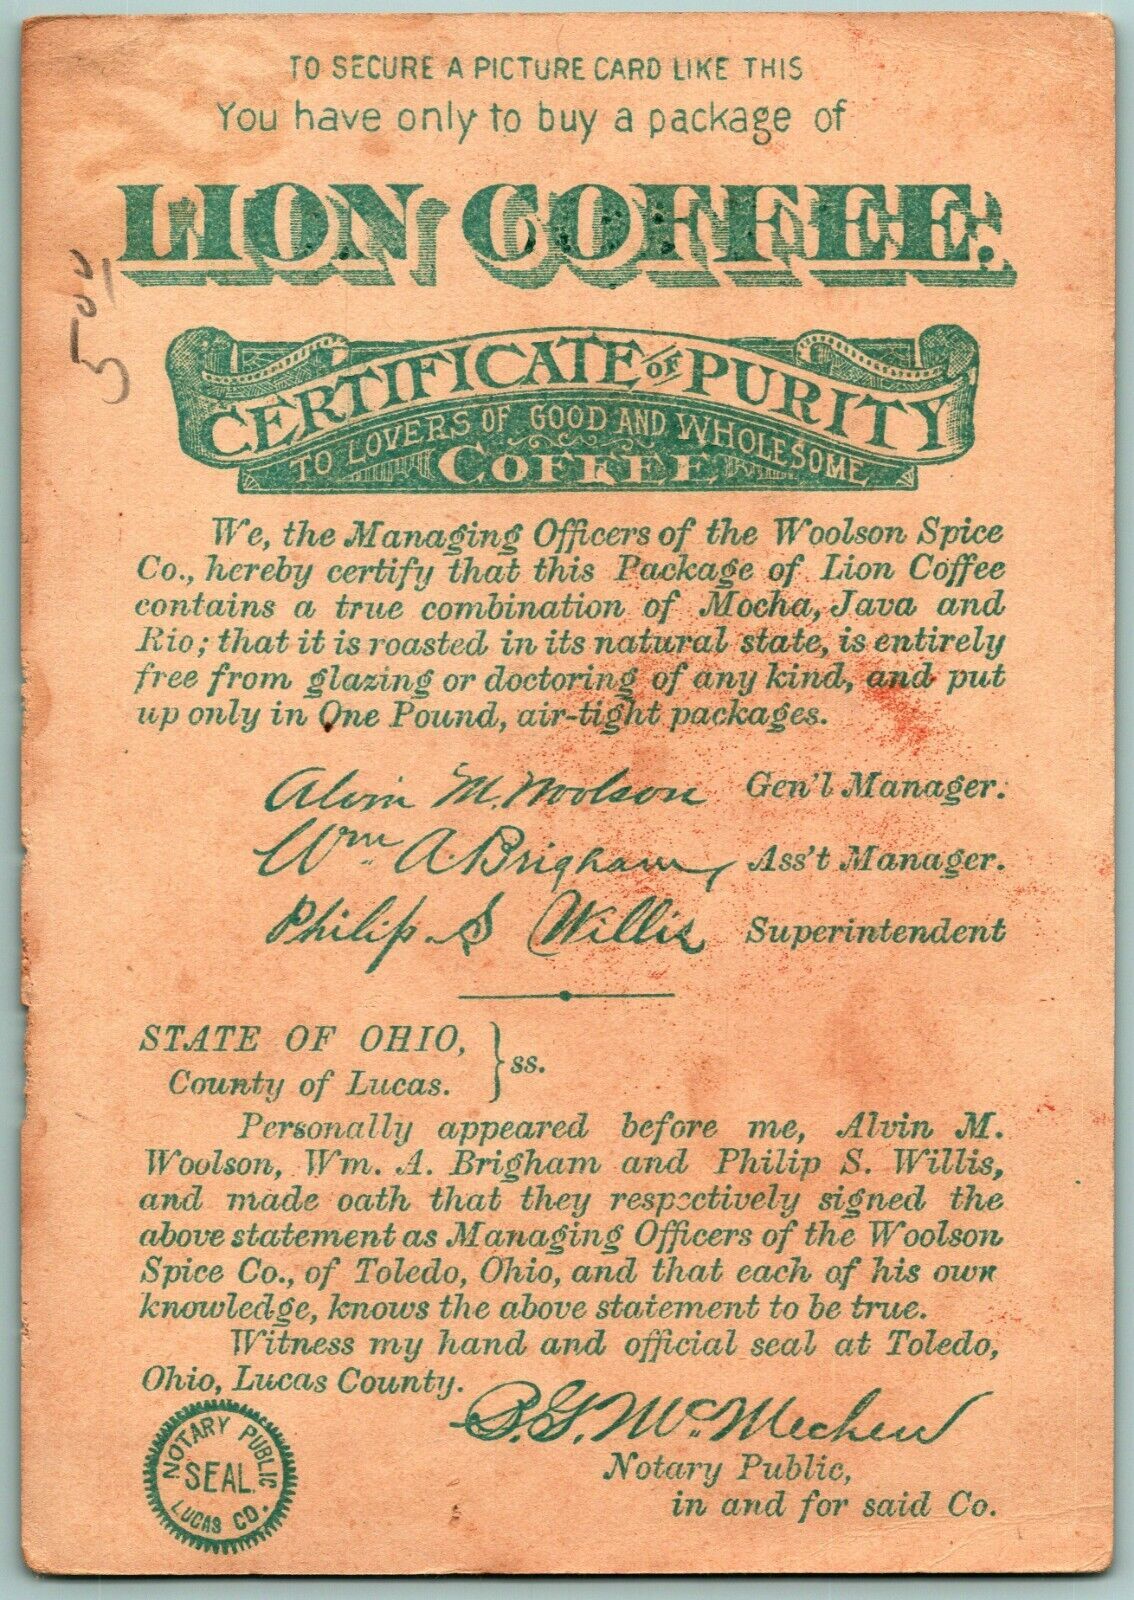 TO SECURE A PICTURE CARD LIKE THIS
You have only to buy a package of
LION COFFEE.
CERTIFICATE OF PURITY
TO LOVERS OF GOOD AND WHOLESOME
COFFEE
We, the Managing Officers of the Woolson Spice
Co., hereby certify that this Package of Lion Coffee
contains a true combination of Mocha, Java and
Rio; that it is roasted in its natural state, is entirely
free from glazing or doctoring of any kind, and put
up only in One Pound, air-tight packages.
Alvin M. Woolson Gen'l Manager.
Wm A. Brigham, Ass't Manager.
Philip S Willis Superintendent
STATE OF OHIO,
County of Lucas. } ss.
Personally appeared before me, Alvin M.
Woolson, Wm. A. Brigham and Philip S. Willis,
and made oath that they respectively signed the
above statement as Managing Officers of the Woolson
Spice Co., of Toledo, Ohio, and that each of his own
knowledge, knows the above statement to be true.
Witness my hand and official seal at Toledo,
Ohio, Lucas County.
McMechen
Notary Public,
in and for said Co.
NOTARY PUBLIC
SEAL.
LUCAS CO.